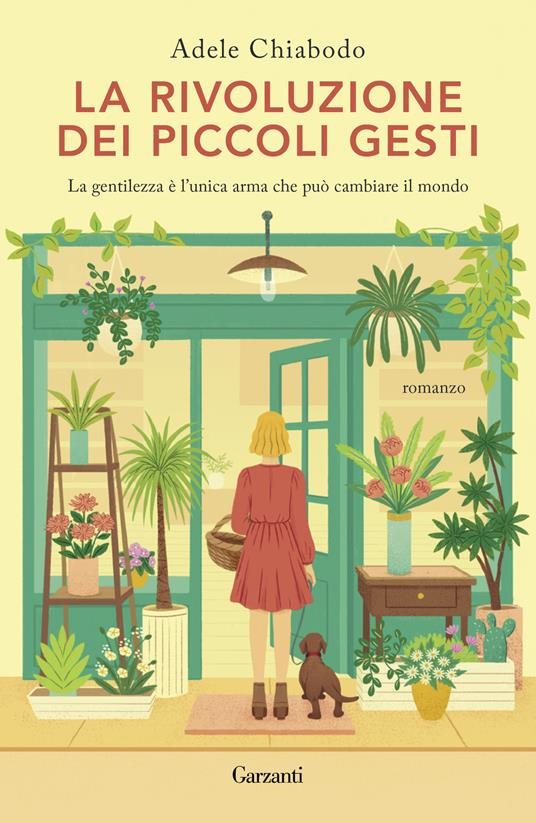 Adele Chiabodo
LA RIVOLUZIONE
DEI PICCOLI GESTI
La gentilezza è l'unica arma che può cambiare il mondo
romanzo
Garzanti